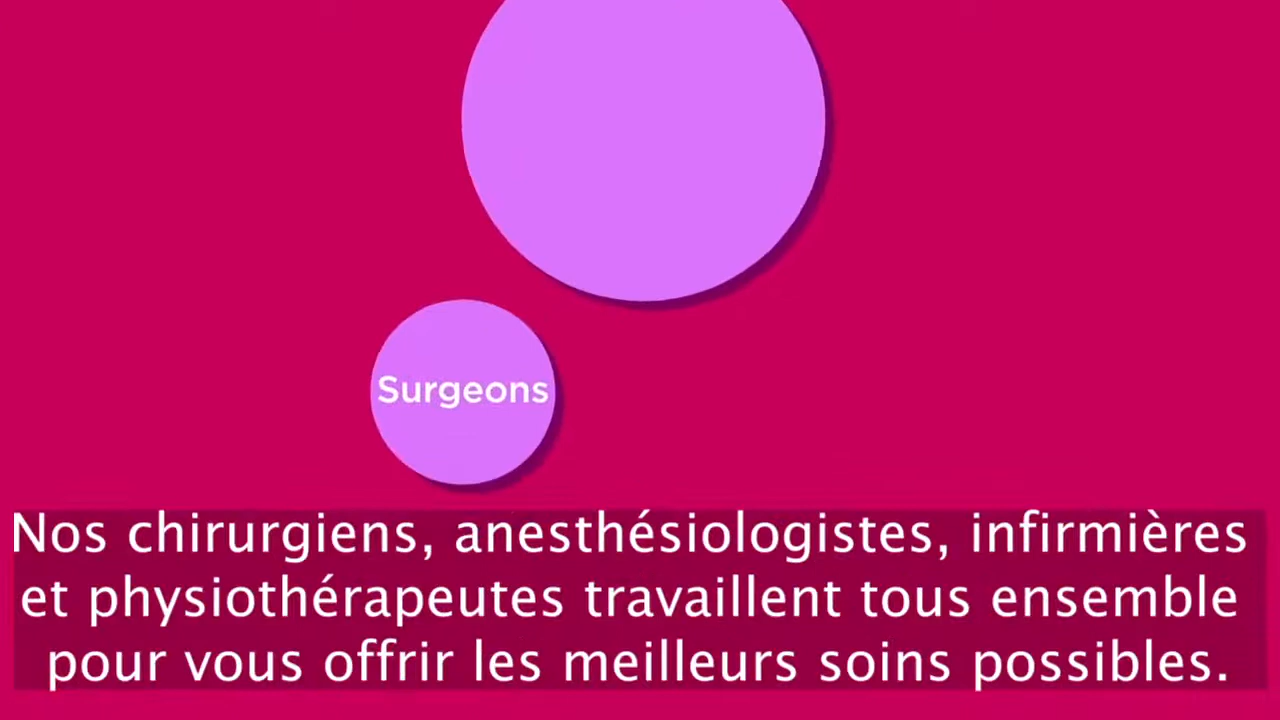 Surgeons
Nos chirurgiens, anesthésiologistes, infirmières
et physiothérapeutes travaillent tous ensemble
pour vous offrir les meilleurs soins possibles.